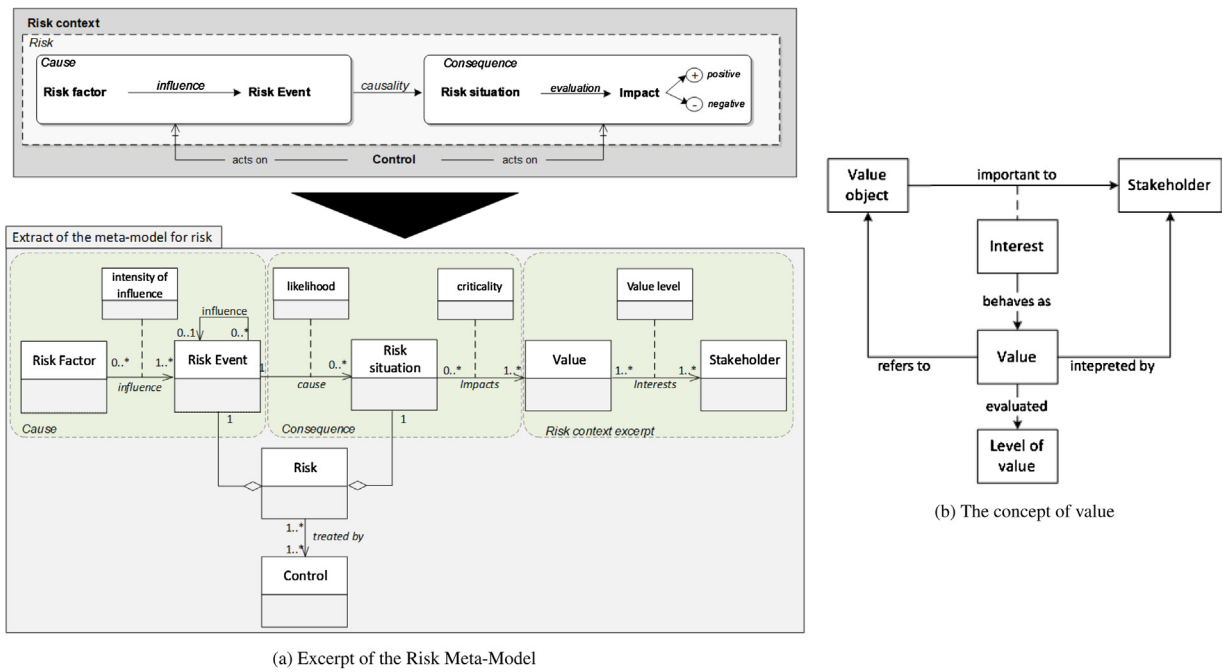 Risk context
Risk
Cause
Risk factor
influence
Risk Event
causality
Consequence
Risk situation
evaluation
Impact
+
positive
-
negative
acts on
Control
acts on
Extract of the meta-model for risk
intensity of
influence
likelihood
criticality
Value level
influence
0..1
0..*
Risk Factor
0..*
influence
1..*
Risk Event
1
cause
0..*
Risk
situation
0..*
Impacts
1..*
Value
1..*
Interests
1..*
Stakeholder
Cause
1
Consequence
1
Risk context excerpt
Risk
1..*
treated by
1..*
Control
(a) Excerpt of the Risk Meta-Model
Value
object
important to
Stakeholder
Interest
behaves as
refers to
Value
intepreted by
evaluated
Level of
value
(b) The concept of value